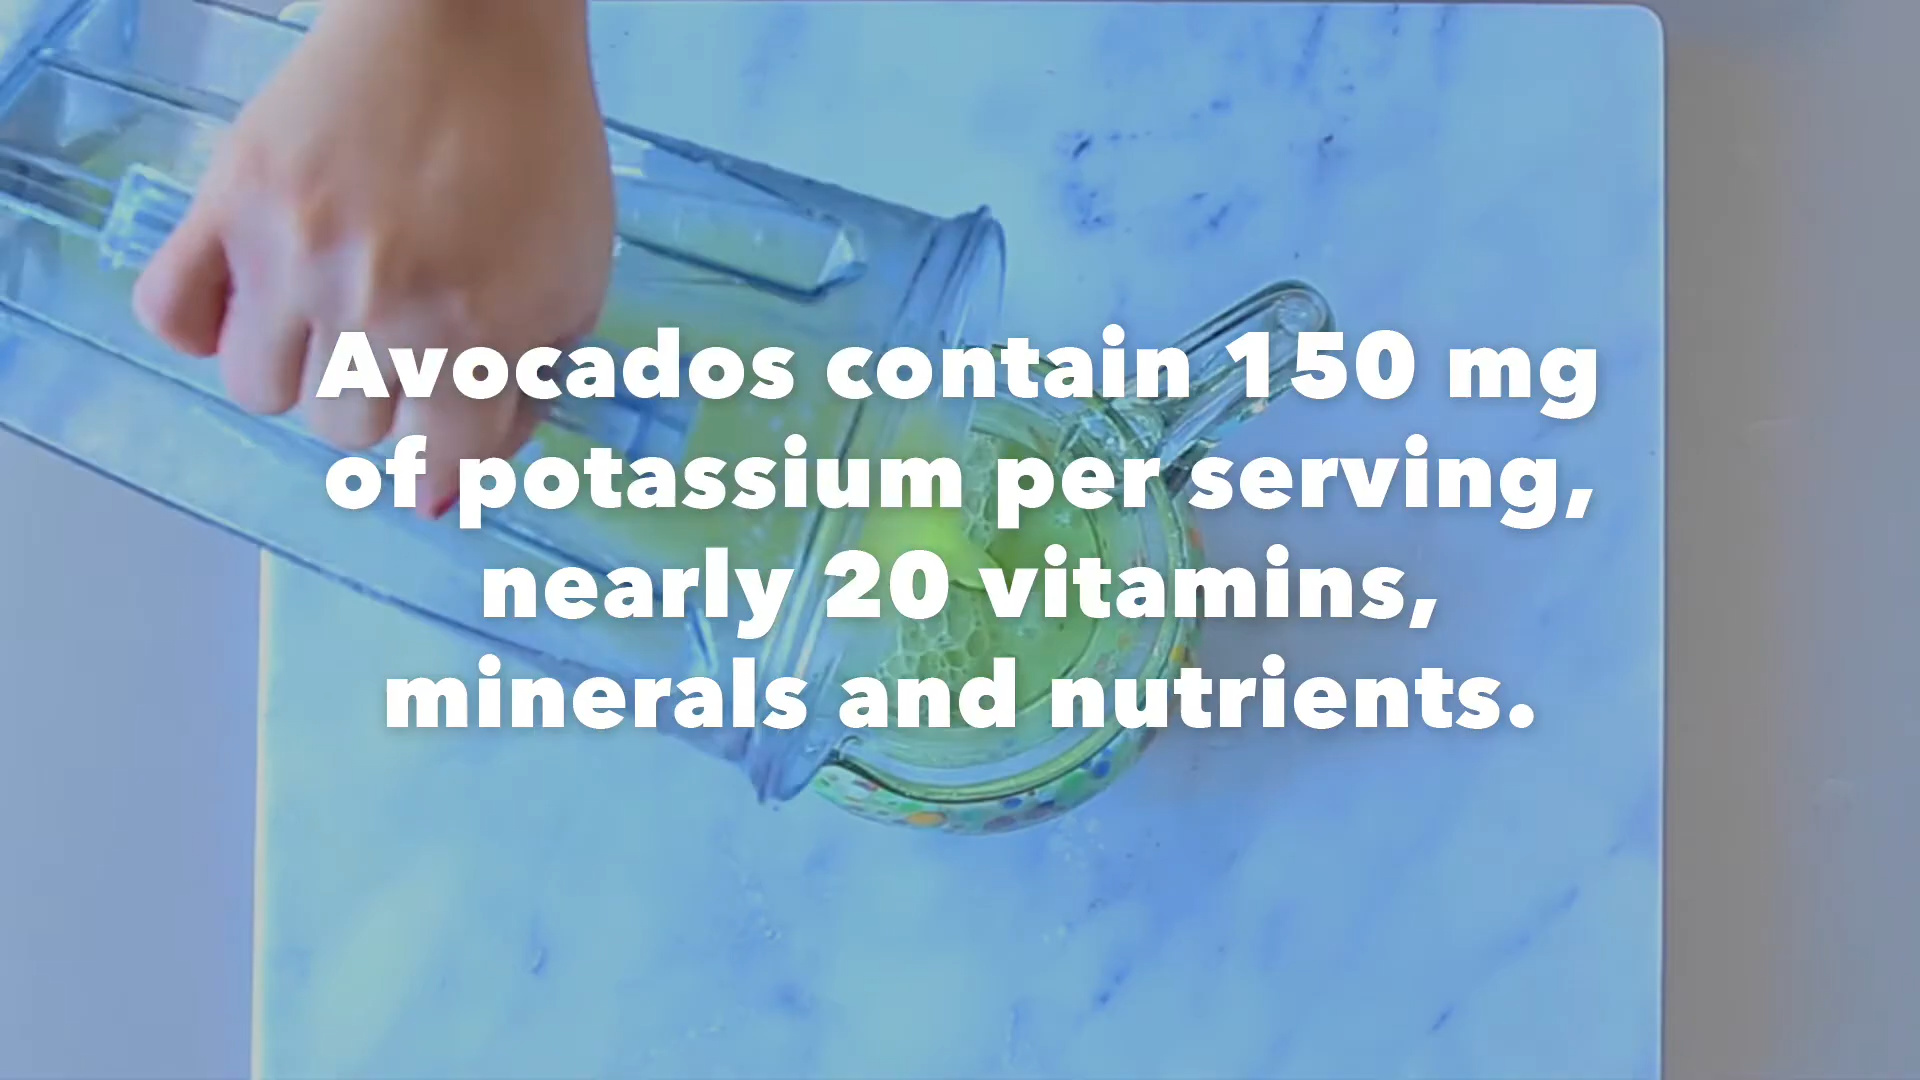 Avocados contain 150 mg
of potassium per serving,
nearly 20 vitamins,
minerals and nutrients.